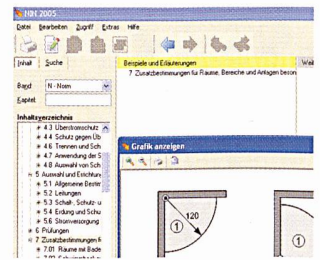 NIN 2005
Datei Bearbeiten Zugriff Extras Hilfe
Inhalt Suche
Band N - Norm
Kapitel:
Inhaltsverzeichnis
4.3 Überstromschutz
4.4 Schutz gegen Üb
4.6 Trennen und Sch
4.7 Anwendung der S
4.8 Auswahl von Sch
5 Auswahl und Errichtung
5.1 Allgemeine Bestim
5.2 Leitungen
5.3 Schalt-, Schutz- u
5.4 Erdung und Schu
5.6 Stromversorgung
6 Prüfungen
7 Zusatzbestimmungen f
7.01 Räume mit Bade
Beispiele und Erläuterungen
7 Zusatzbestimmungen für Räume, Bereiche und Anlagen beson
Grafik anzeigen
120
1
1